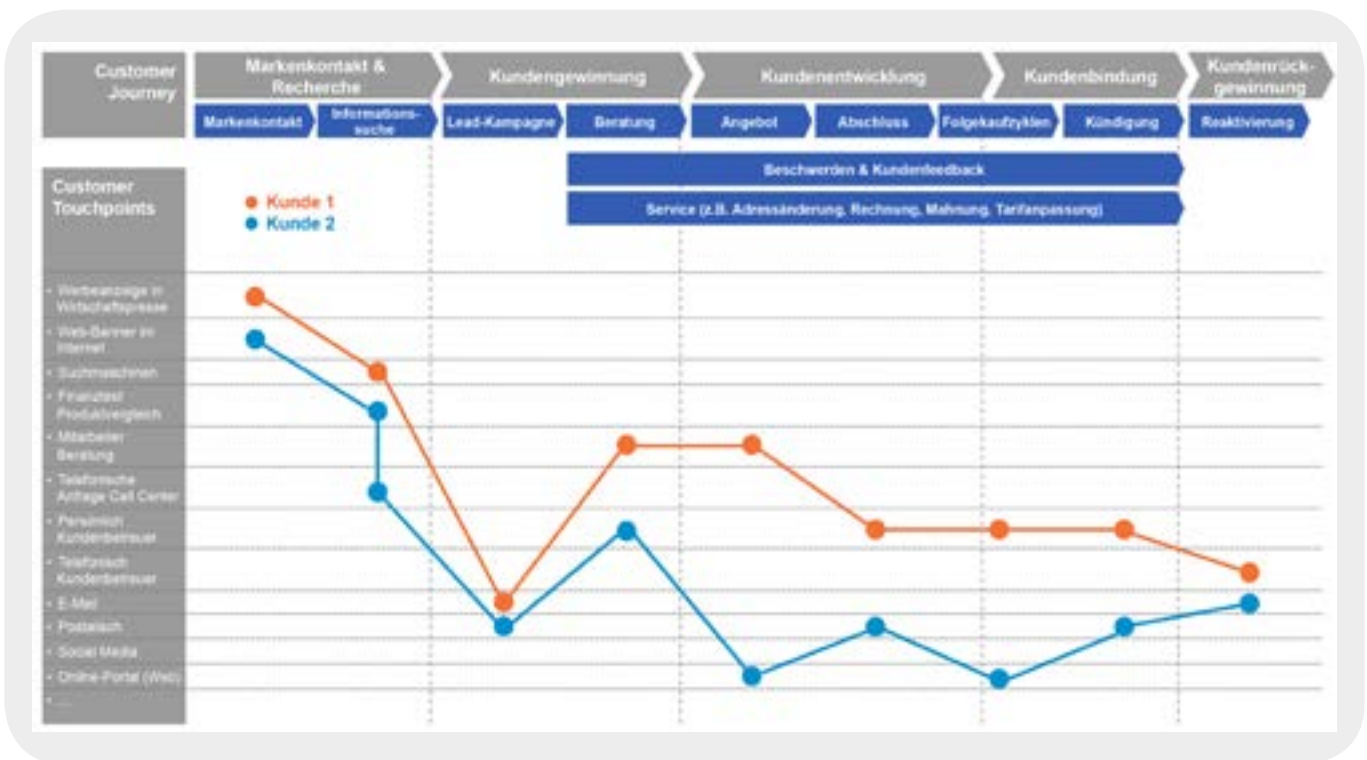 Customer
Journey
Markenkontakt &
Recherche
Kundengewinnung
Kundenentwicklung
Kundenbindung
Kundenrück-
gewinnung
Markenkontakt
Informations-
suche
Lead-Kampagne
Beratung
Angebot
Abschluss
Folgekaufzyklen
Kündigung
Reaktivierung
Beschwerden & Kundenfeedback
Service (z.B. Adressänderung, Rechnung, Mahnung, Tarifanpassung)
Customer
Touchpoints
• Kunde 1
• Kunde 2
• Werbeanzeige in
Wirtschaftspresse
• Web-Banner im
Internet
• Suchmaschinen
• Finanztest
Produktvergleich
• Mitarbeiter
Beratung
• Telefonische
Anfrage Call Center
• Persönlich
Kundenbetreuer
• Telefonisch
Kundenbetreuer
• E-Mail
• Postalisch
• Social Media
• Online-Portal (Web)
• ....